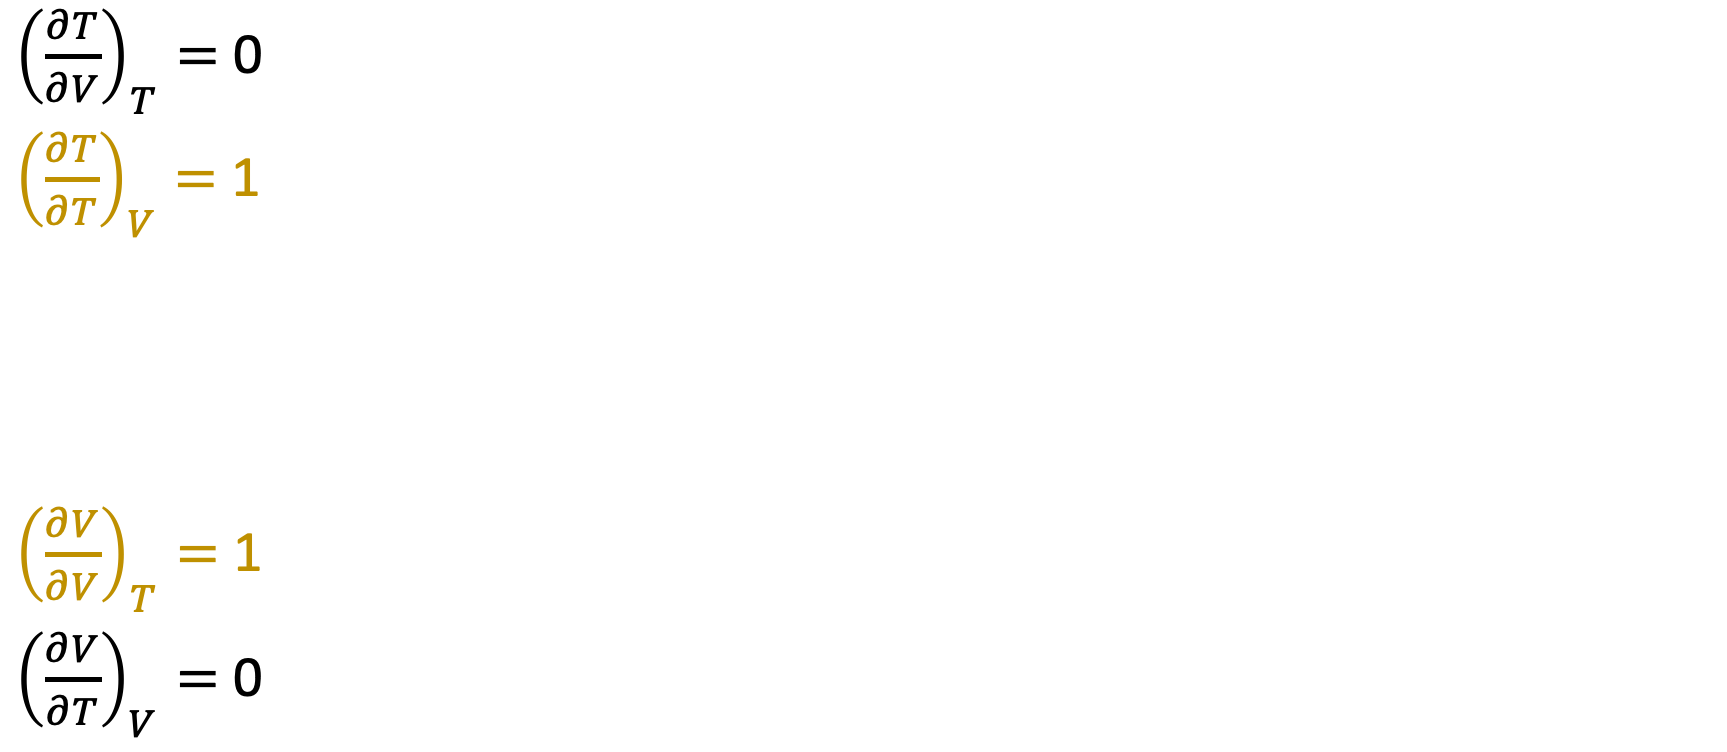 (∂T/∂V)_T = 0
(∂T/∂T)_V = 1
(∂V/∂V)_T = 1
(∂V/∂T)_V = 0